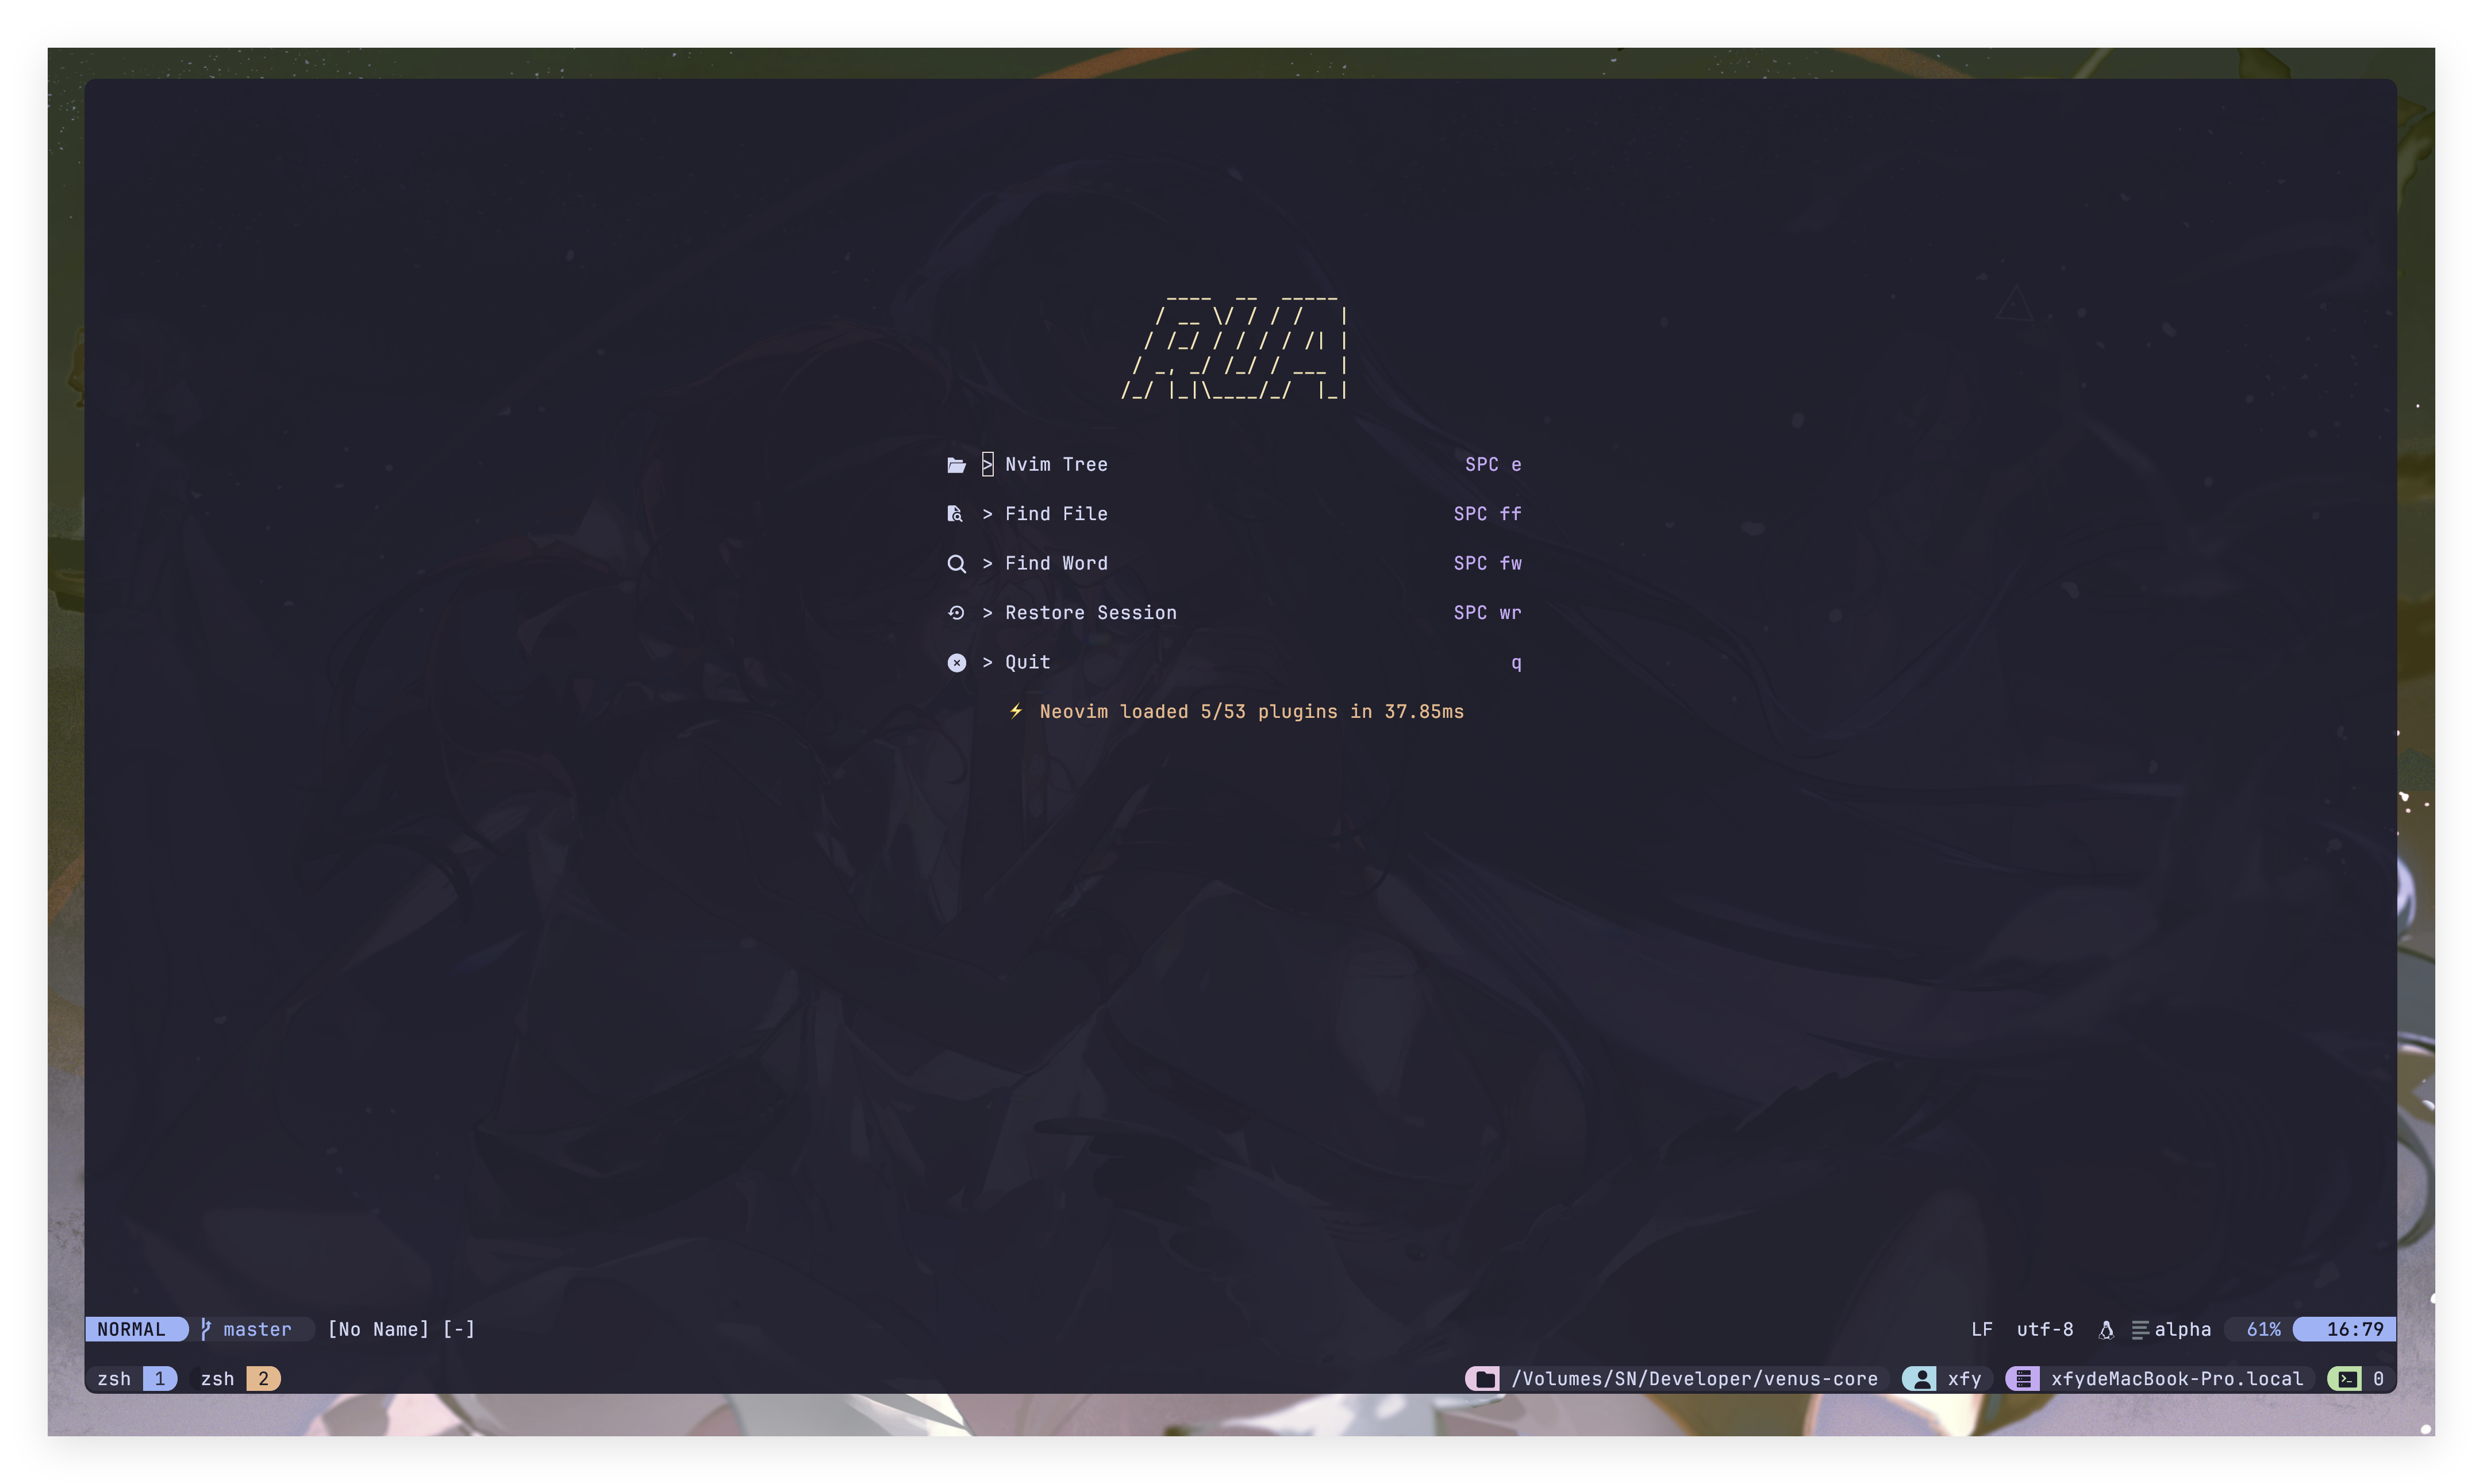 ____  __  _____
   / __ \/ / / /   |
  / /_/ / / / / /| |
 / _, _/ /_/ / ___ |
/_/ |_|\____/_/  |_|
> Nvim Tree SPC e
> Find File SPC ff
> Find Word SPC fw
> Restore Session SPC wr
> Quit q
⚡ Neovim loaded 5/53 plugins in 37.85ms
NORMAL master [No Name] [-] LF utf-8 alpha 61% 16:79
zsh 1 zsh 2 /Volumes/SN/Developer/venus-core xfy xfydeMacBook-Pro.local 0